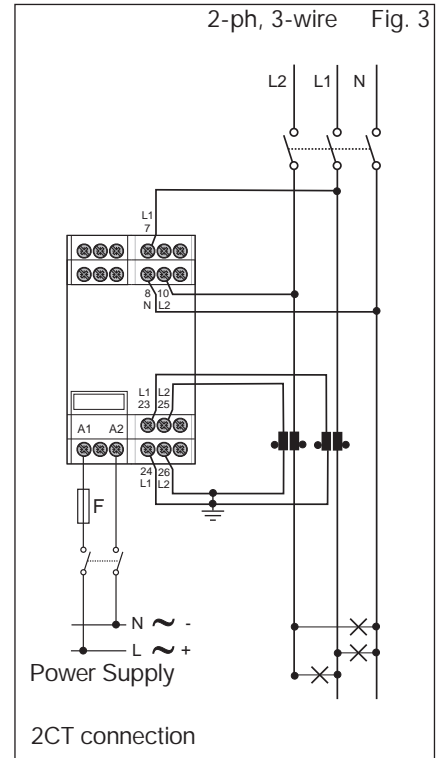 2-ph, 3-wire Fig. 3
L2 L1 N
L1
7
8 10
N L2
L1 L2
23 25
A1 A2
24 26
L1 L2
F
N ~ -
L ~ +
Power Supply
2CT connection